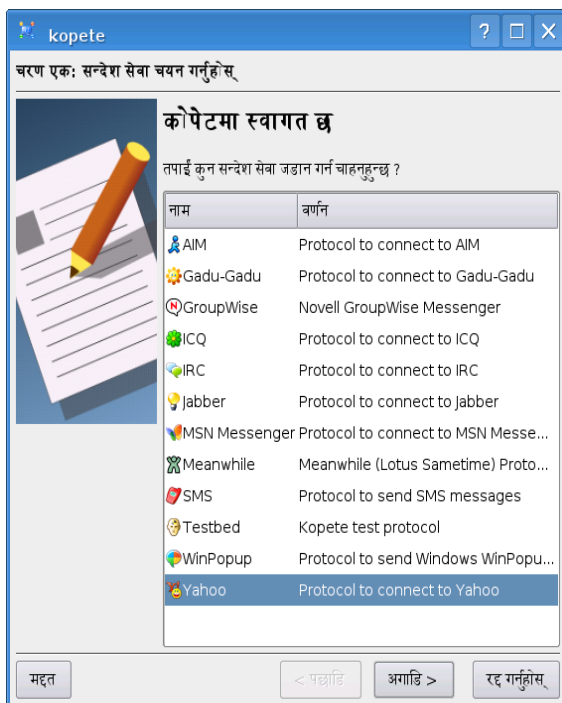 kopete
चरण एक: सन्देश सेवा चयन गर्नुहोस्
कोपेटमा स्वागत छ
तपाईँ कुन सन्देश सेवा जडान गर्न चाहनुहुन्छ ?
नाम वर्णन
AIM Protocol to connect to AIM
Gadu-Gadu Protocol to connect to Gadu-Gadu
GroupWise Novell GroupWise Messenger
ICQ Protocol to connect to ICQ
IRC Protocol to connect to IRC
Jabber Protocol to connect to Jabber
MSN Messenger Protocol to connect to MSN Messe...
Meanwhile Meanwhile (Lotus Sametime) Proto...
SMS Protocol to send SMS messages
Testbed Kopete test protocol
WinPopup Protocol to send Windows WinPopu...
Yahoo Protocol to connect to Yahoo
मद्दत < पछाडि अगाडि > रद्द गर्नुहोस्